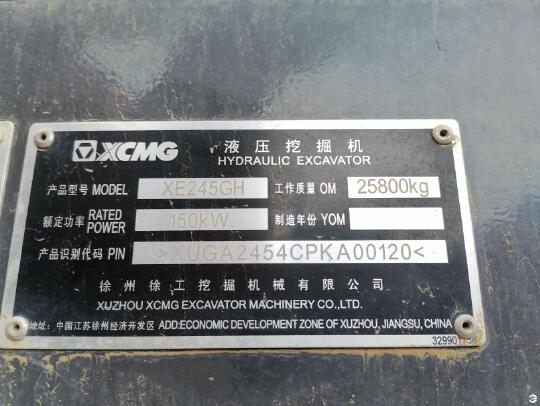 XCMG
液压挖掘机
HYDRAULIC EXCAVATOR
产品型号 MODEL XE245GH 工作质量 OM 25800kg
额定功率 RATED POWER 150kW 制造年份 YOM
产品识别代码 PIN >XUGA2454CPKA00120<
徐州徐工挖掘机械有限公司
XUZHOU XCMG EXCAVATOR MACHINERY CO.,LTD.
地址: 中国江苏徐州经济开发区 ADD:ECONOMIC DEVELOPMENT ZONE OF XUZHOU, JIANGSU, CHINA